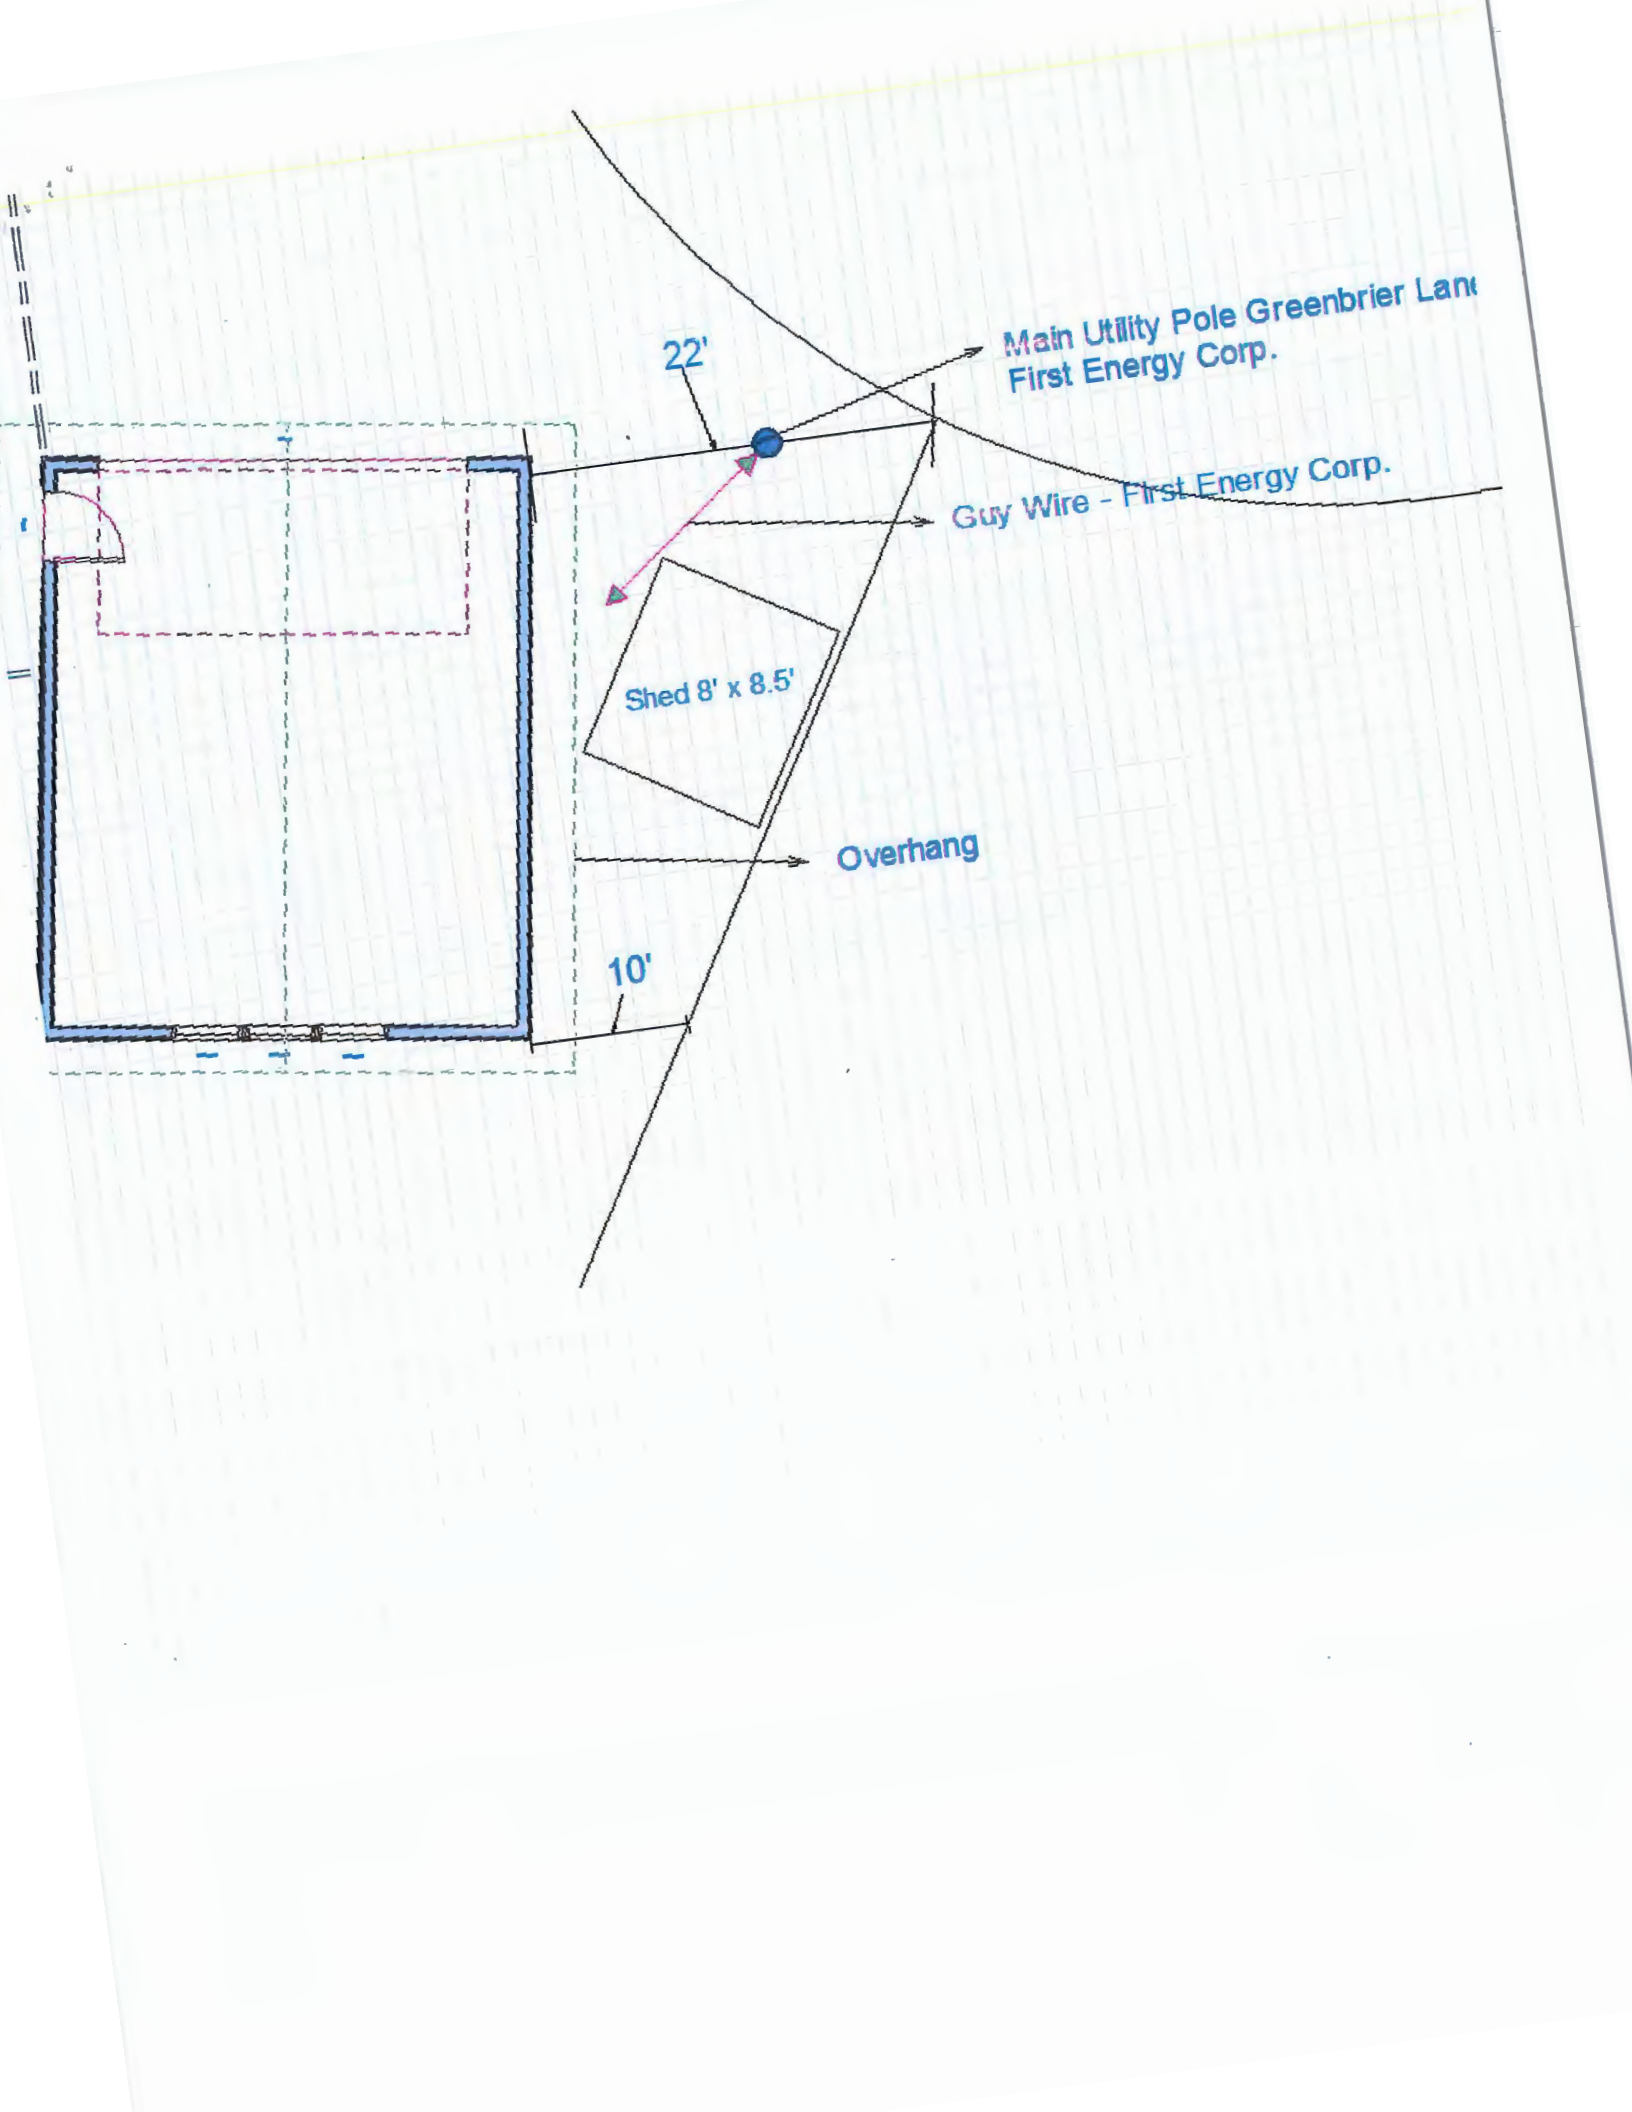 22'
Main Utility Pole Greenbrier Lane
First Energy Corp.
Guy Wire - First Energy Corp.
Shed 8' x 8.5'
Overhang
10'